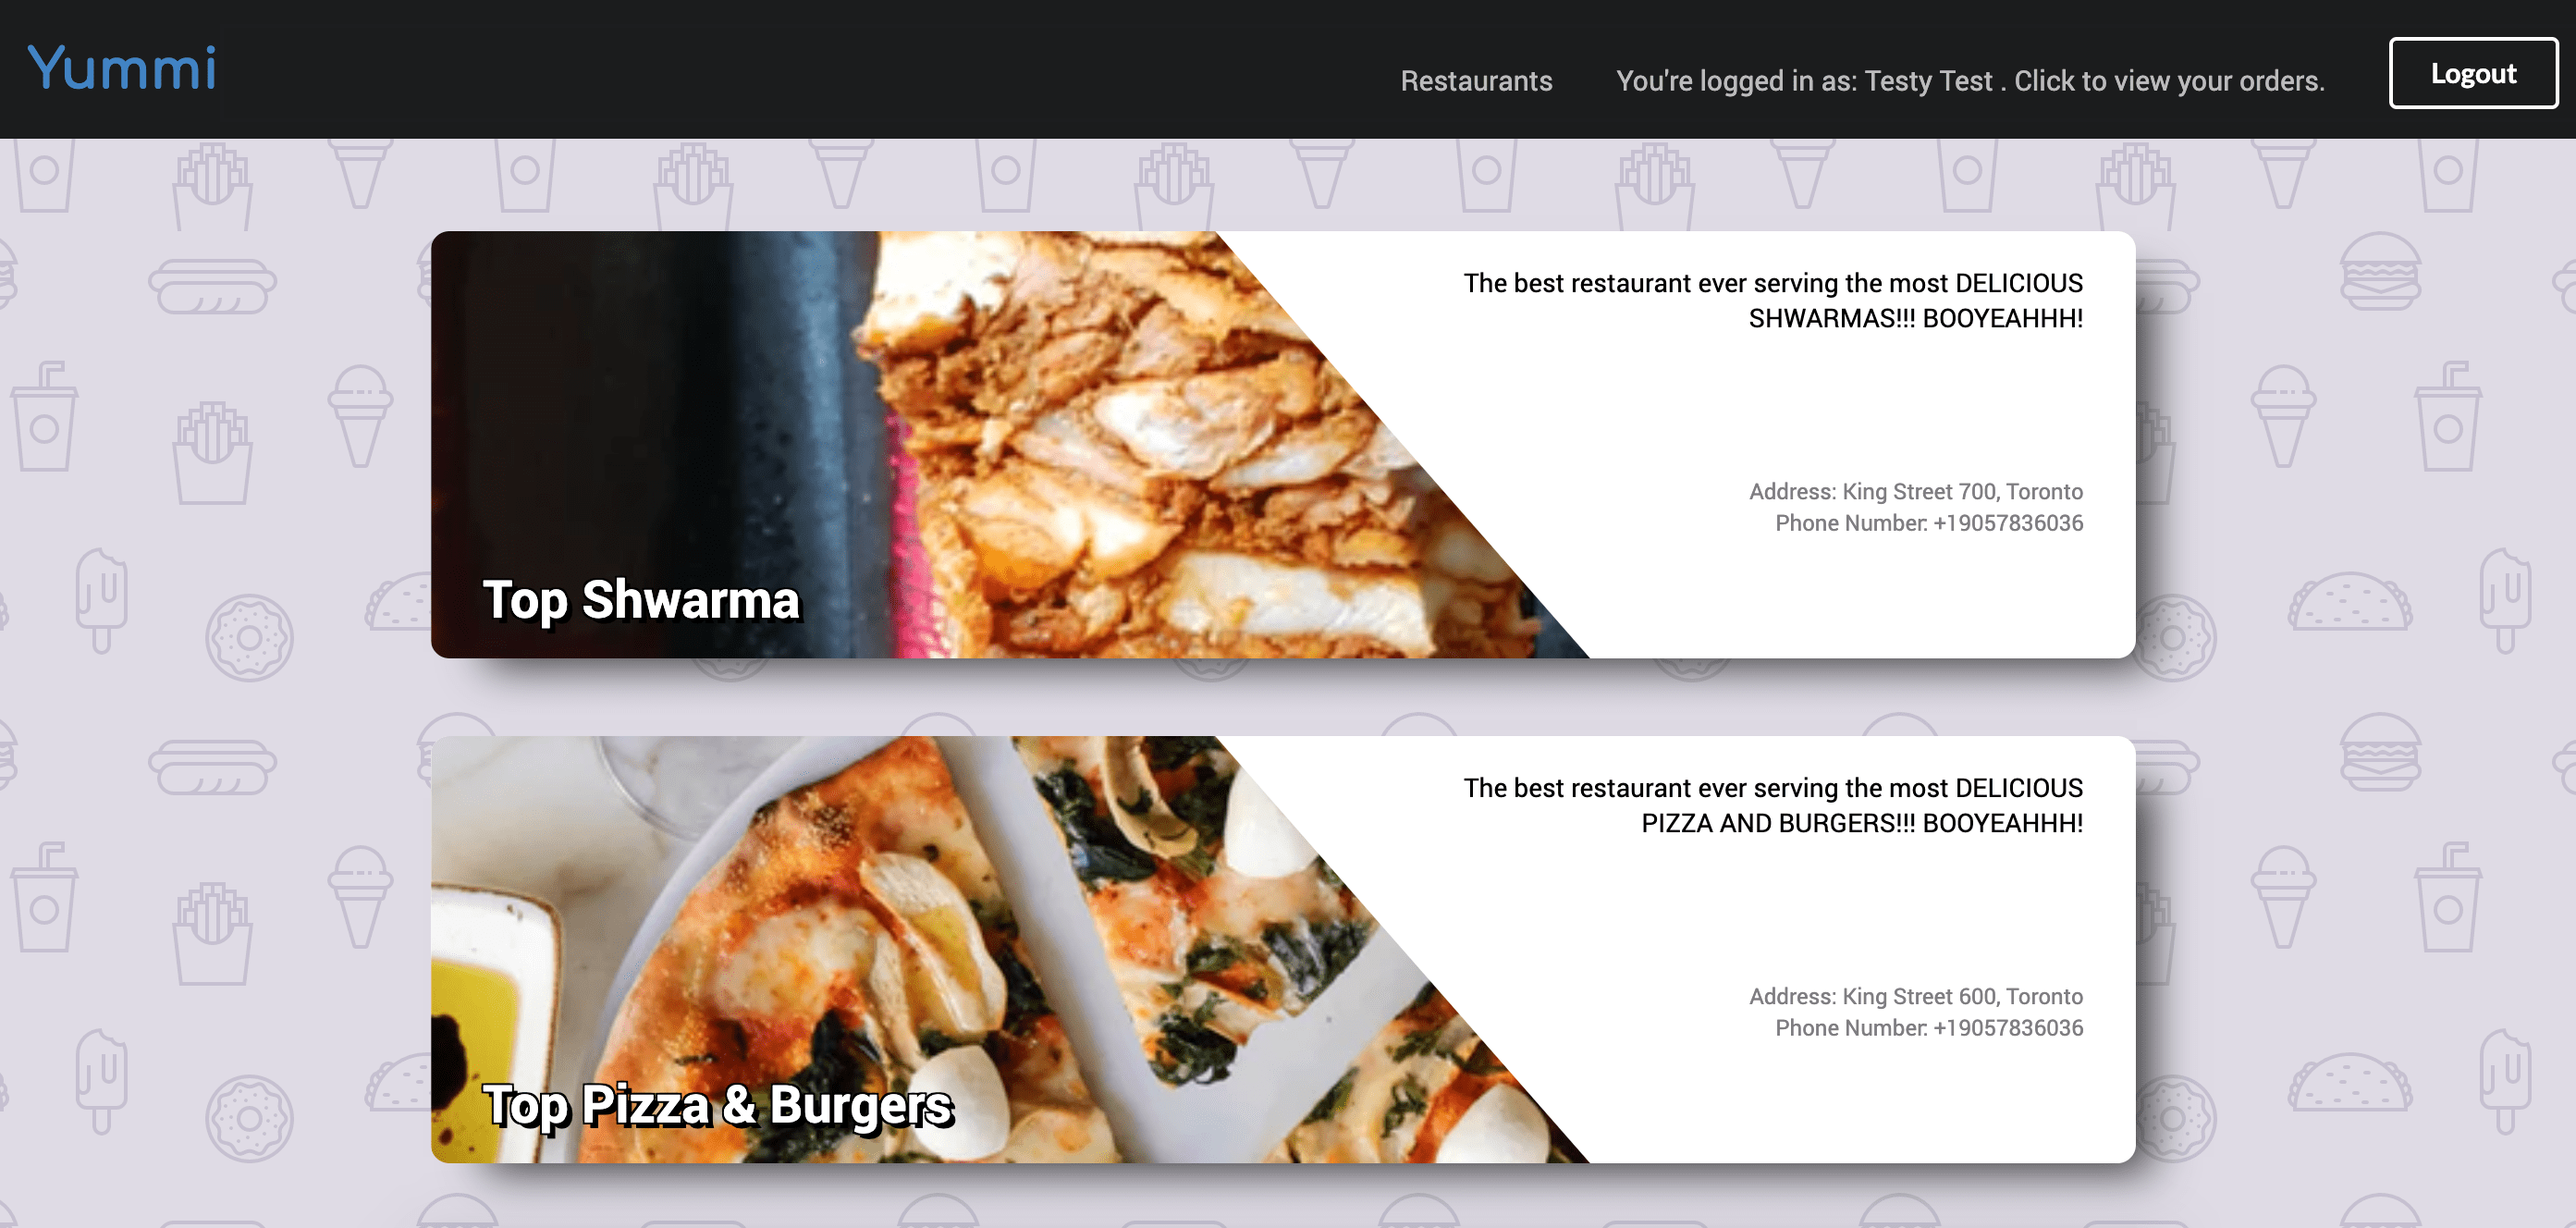 Yummi
Restaurants
You're logged in as: Testy Test . Click to view your orders.
Logout
The best restaurant ever serving the most DELICIOUS
SHWARMAS!!! BOOYEAHHH!
Address: King Street 700, Toronto
Phone Number: +19057836036
Top Shwarma
The best restaurant ever serving the most DELICIOUS
PIZZA AND BURGERS!!! BOOYEAHHH!
Address: King Street 600, Toronto
Phone Number: +19057836036
Top Pizza & Burgers